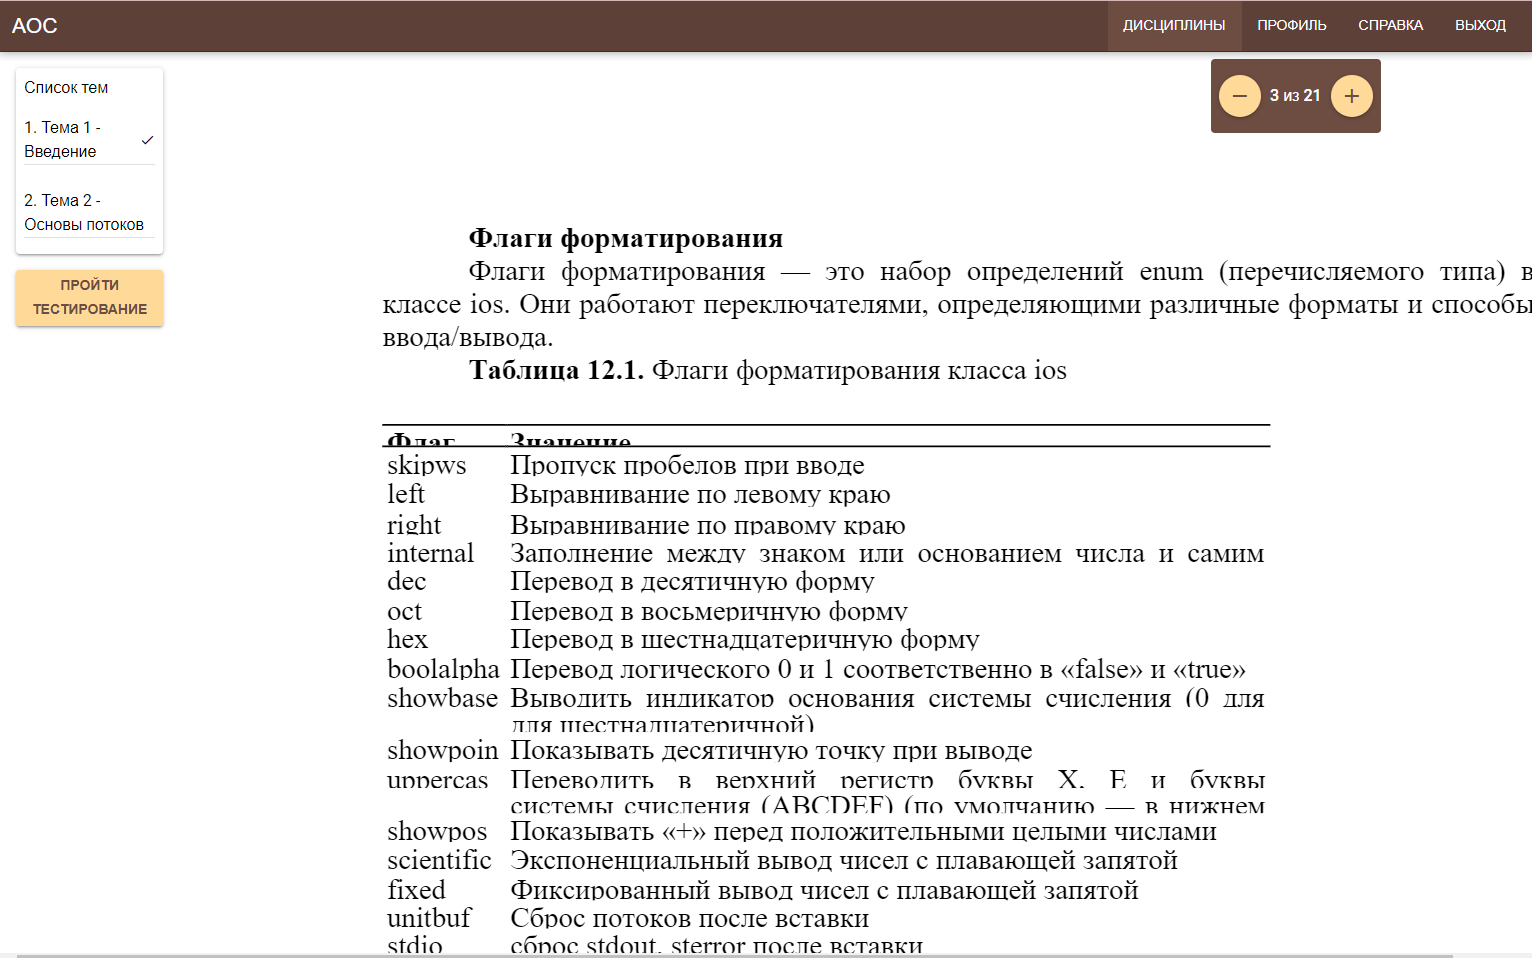 АОС
ДИСЦИПЛИНЫ ПРОФИЛЬ СПРАВКА ВЫХОД
Список тем
1. Тема 1 -
Введение
2. Тема 2 -
Основы потоков
ПРОЙТИ
ТЕСТИРОВАНИЕ
3 из 21
Флаги форматирования
Флаги форматирования — это набор определений enum (перечисляемого типа) в
классе ios. Они работают переключателями, определяющими различные форматы и способы
ввода/вывода.
Таблица 12.1. Флаги форматирования класса ios
Флаг Значение
skipws Пропуск пробелов при вводе
left Выравнивание по левому краю
right Выравнивание по правому краю
internal Заполнение между знаком или основанием числа и самим
dec Перевод в десятичную форму
oct Перевод в восьмеричную форму
hex Перевод в шестнадцатеричную форму
boolalpha Перевод логического 0 и 1 соответственно в «false» и «true»
showbase Выводить индикатор основания системы счисления (0 для
для шестнадцатеричной)
showpoin Показывать десятичную точку при выводе
uppercas Переводить в верхний регистр буквы X, E и буквы
системы счисления (ABCDEF) (по умолчанию — в нижнем
showpos Показывать «+» перед положительными целыми числами
scientific Экспоненциальный вывод чисел с плавающей запятой
fixed Фиксированный вывод чисел с плавающей запятой
unitbuf Сброс потоков после вставки
stdio сброс stdout, sterror после вставки